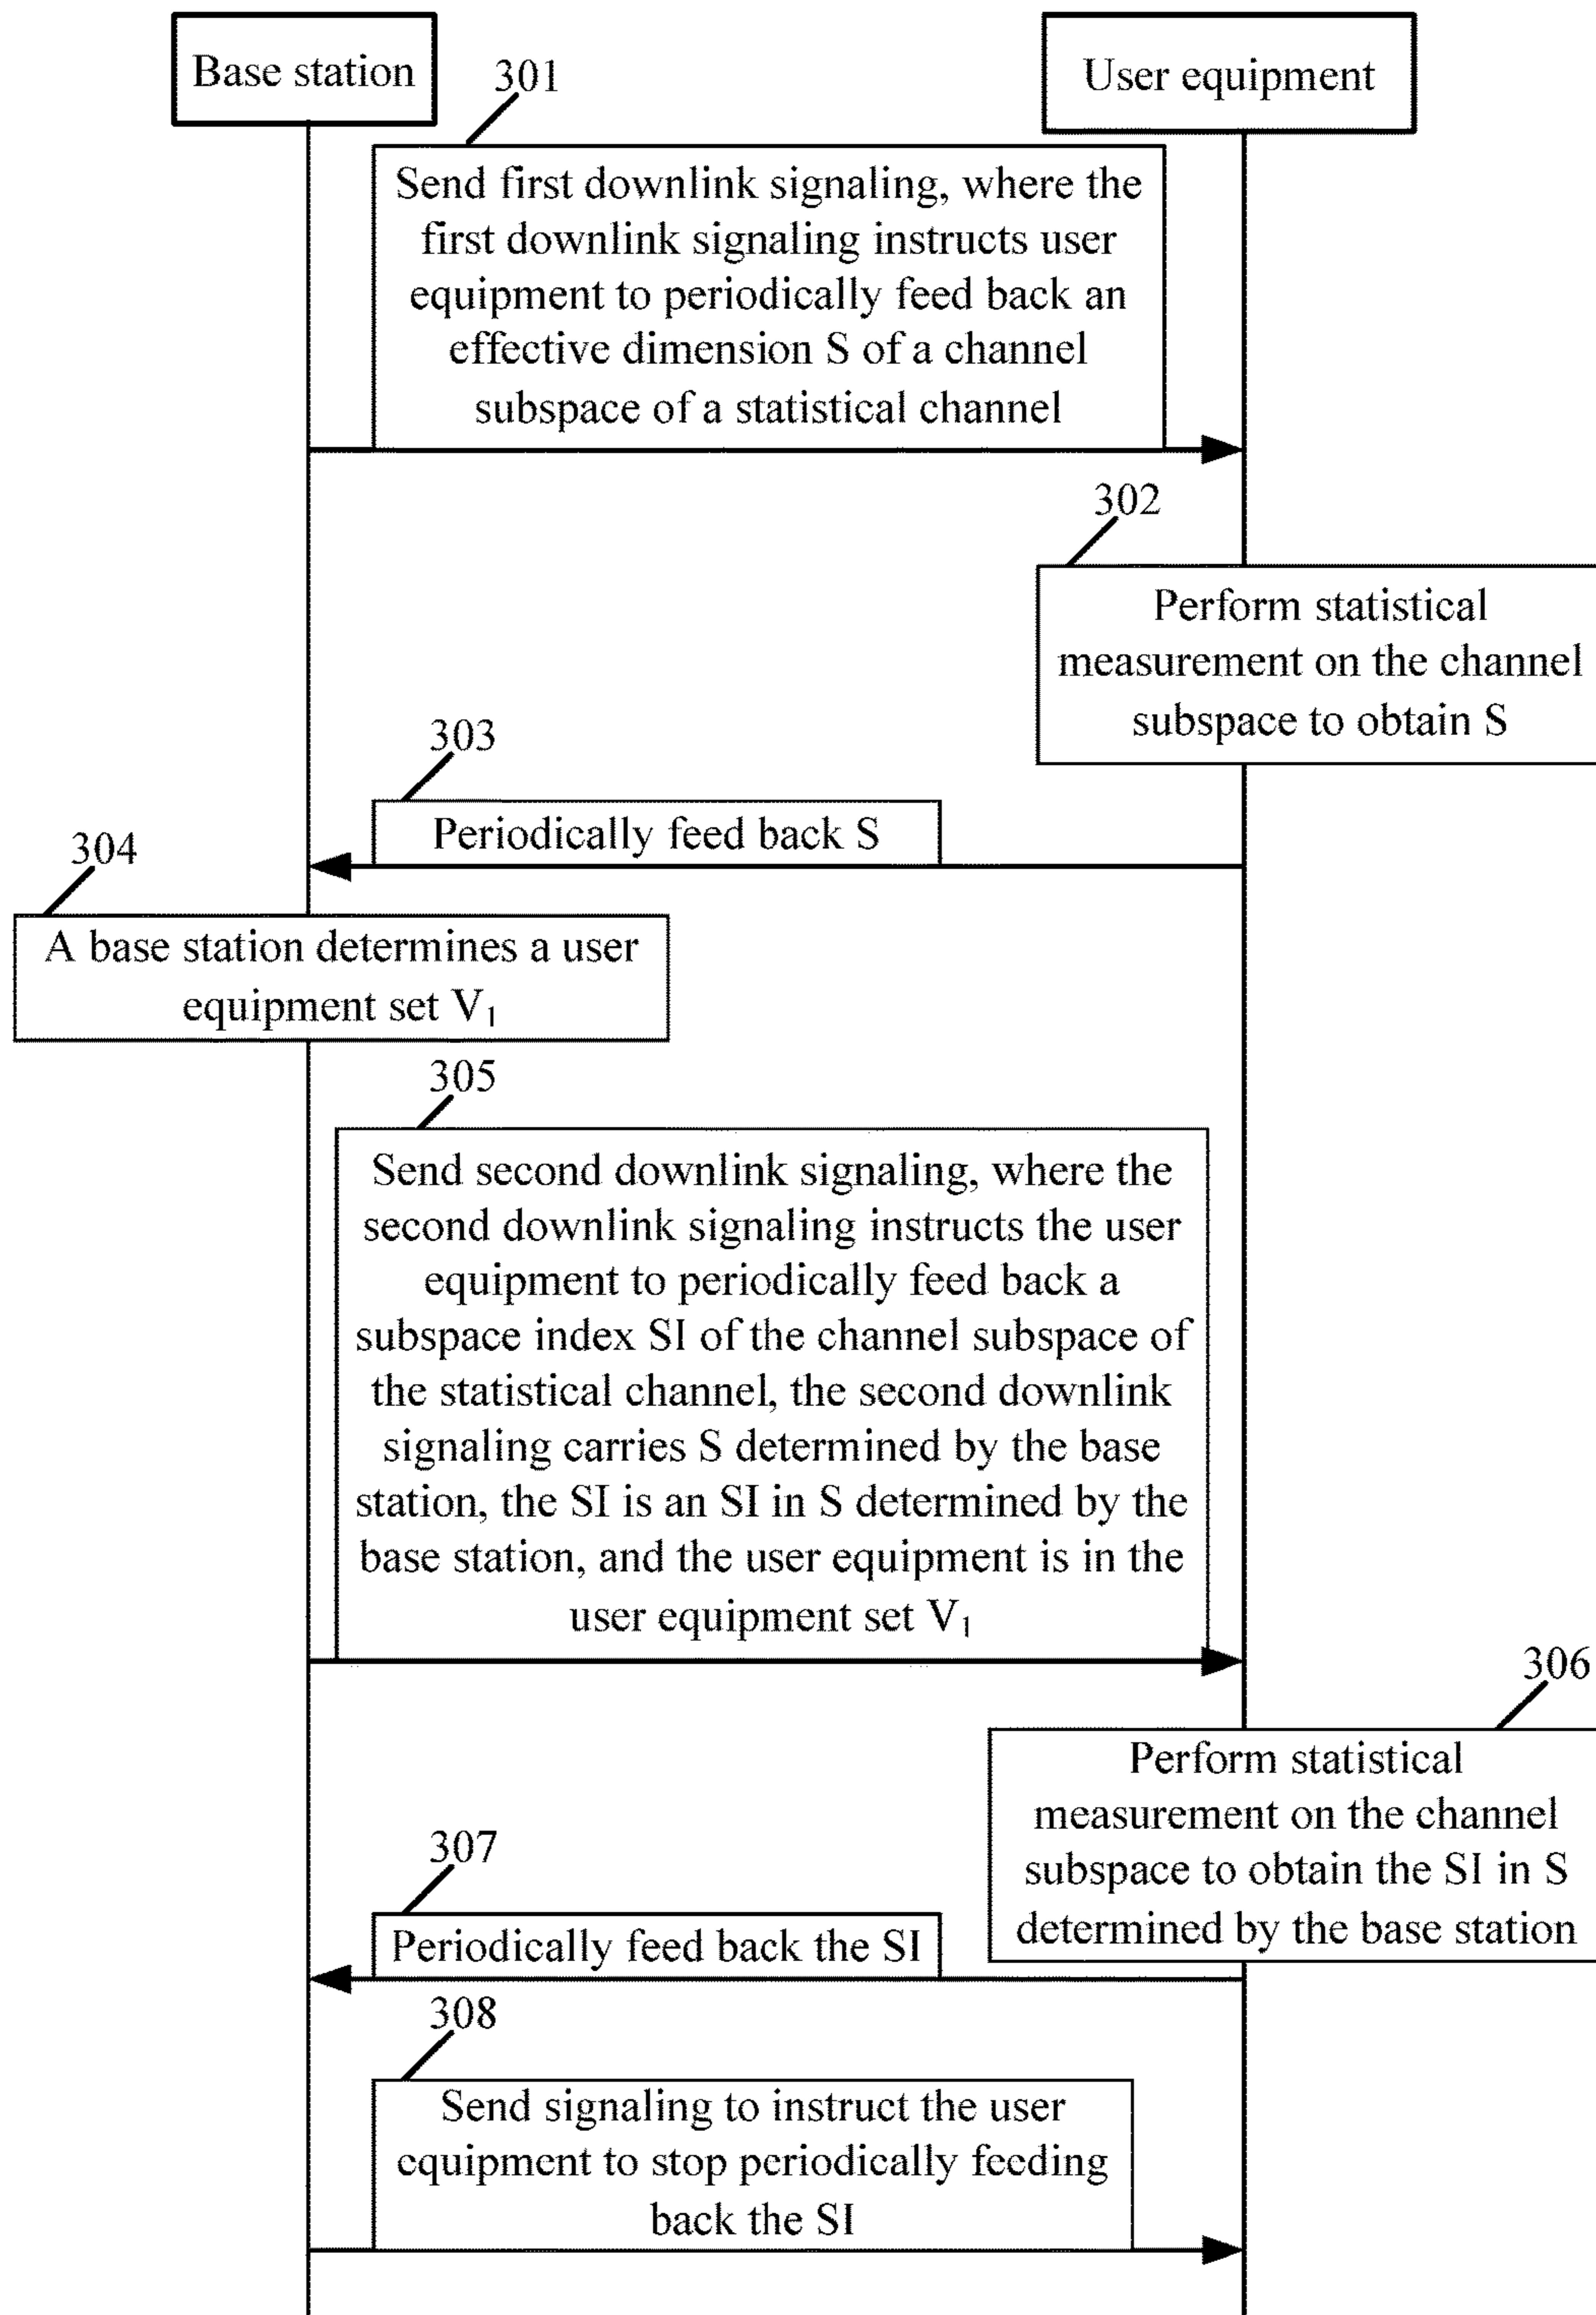 Base station
User equipment
301
Send first downlink signaling, where the
first downlink signaling instructs user
equipment to periodically feed back an
effective dimension S of a channel
subspace of a statistical channel
302
Perform statistical
measurement on the channel
subspace to obtain S
303
Periodically feed back S
304
A base station determines a user
equipment set V₁
305
Send second downlink signaling, where the
second downlink signaling instructs the user
equipment to periodically feed back a
subspace index SI of the channel subspace of
the statistical channel, the second downlink
signaling carries S determined by the base
station, the SI is an SI in S determined by the
base station, and the user equipment is in the
user equipment set V₁
306
Perform statistical
measurement on the channel
subspace to obtain the SI in S
determined by the base station
307
Periodically feed back the SI
308
Send signaling to instruct the user
equipment to stop periodically feeding
back the SI